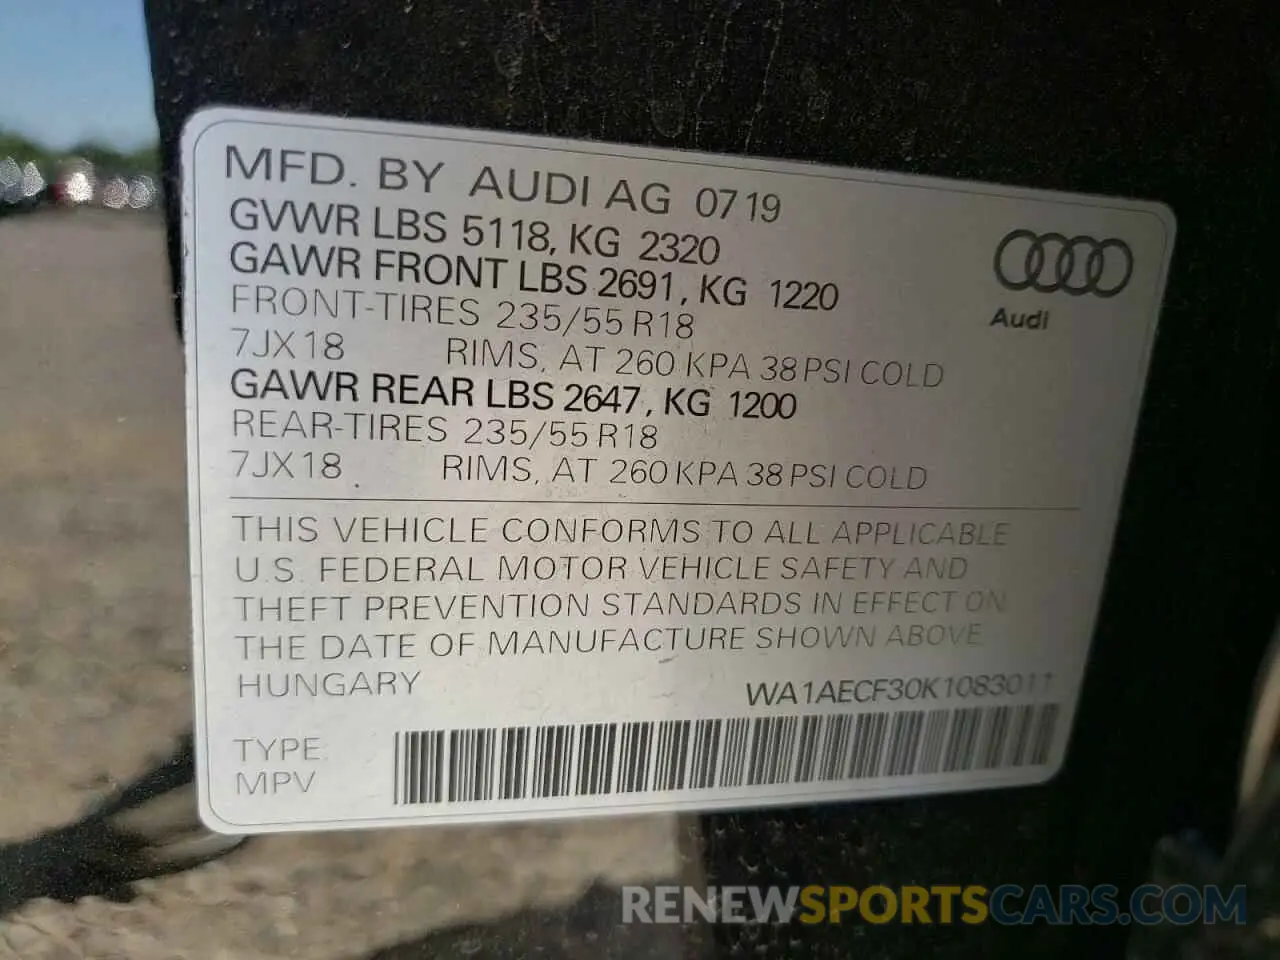 MFD. BY AUDI AG 0719
GVWR LBS 5118, KG 2320
GAWR FRONT LBS 2691, KG 1220
FRONT-TIRES 235/55 R18
7JX18 RIMS, AT 260 KPA 38 PSI COLD
GAWR REAR LBS 2647, KG 1200
REAR-TIRES 235/55 R18
7JX18 RIMS, AT 260 KPA 38 PSI COLD
Audi
THIS VEHICLE CONFORMS TO ALL APPLICABLE
U.S. FEDERAL MOTOR VEHICLE SAFETY AND
THEFT PREVENTION STANDARDS IN EFFECT ON
THE DATE OF MANUFACTURE SHOWN ABOVE
HUNGARY WA1AECF30K1083011
TYPE:
MPV
RENEWSPORTSCARS.COM